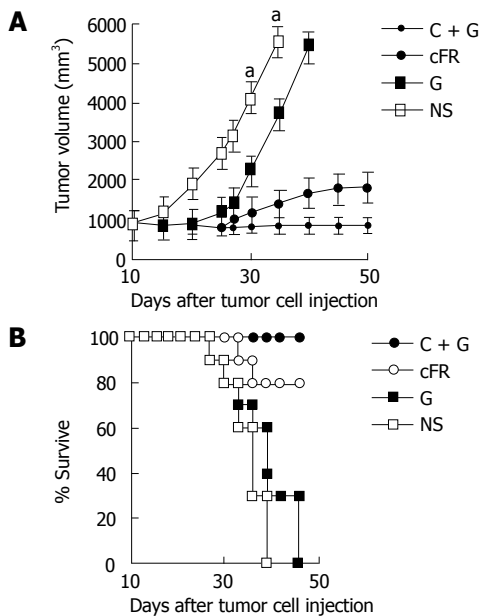 A
Tumor volume (mm³)
6000
5000
4000
3000
2000
1000
0
a
a
C + G
cFR
G
NS
10
30
50
Days after tumor cell injection
B
% Survive
100
80
60
40
20
0
C + G
cFR
G
NS
10
30
50
Days after tumor cell injection